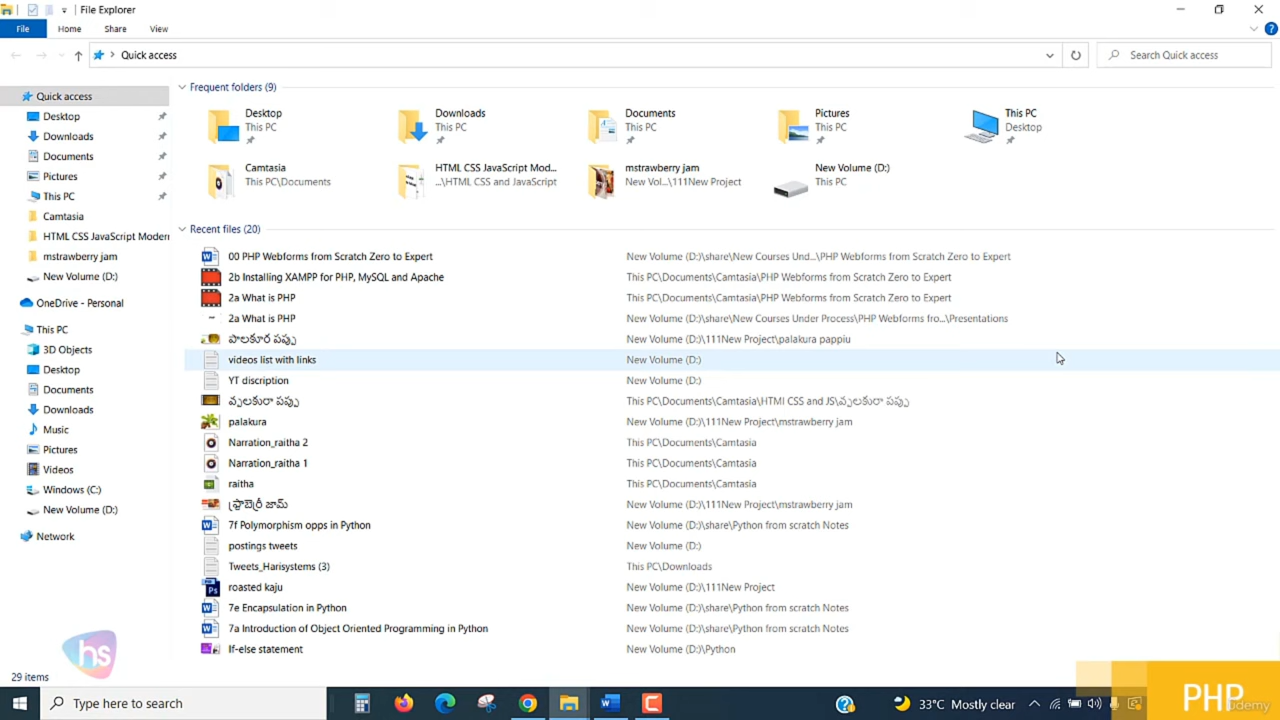 File Explorer
File Home Share View
Quick access
Search Quick access
Quick access
Desktop
Downloads
Documents
Pictures
This PC
Camtasia
HTML CSS JavaScript Modern
mstrawberry jam
New Volume (D:)
OneDrive - Personal
This PC
3D Objects
Desktop
Documents
Downloads
Music
Pictures
Videos
Windows (C:)
New Volume (D:)
Network
Frequent folders (9)
Desktop
This PC
Downloads
This PC
Documents
This PC
Pictures
This PC
This PC
Desktop
Camtasia
This PC\Documents
HTML CSS JavaScript Mod...
...\HTML CSS and JavaScript
mstrawberry jam
New Vol...\111New Project
New Volume (D:)
This PC
Recent files (20)
00 PHP Webforms from Scratch Zero to Expert New Volume (D:)\share\New Courses Und...\PHP Webforms from Scratch Zero to Expert
2b Installing XAMPP for PHP, MySQL and Apache This PC\Documents\Camtasia\PHP Webforms from Scratch Zero to Expert
2a What is PHP This PC\Documents\Camtasia\PHP Webforms from Scratch Zero to Expert
2a What is PHP New Volume (D:)\share\New Courses Under Process\PHP Webforms fro...\Presentations
పాలకూర పప్పు New Volume (D:)\111New Project\palakura pappiu
videos list with links New Volume (D:)
YT discription New Volume (D:)
This PC\Documents\Camtasia\HTMl CSS and JS\
palakura New Volume (D:)\111New Project\mstrawberry jam
Narration_raitha 2 This PC\Documents\Camtasia
Narration_raitha 1 This PC\Documents\Camtasia
raitha This PC\Documents\Camtasia
జామ్ New Volume (D:)\111New Project\mstrawberry jam
7f Polymorphism opps in Python New Volume (D:)\share\Python from scratch Notes
postings tweets New Volume (D:)
Tweets_Harisystems (3) This PC\Downloads
roasted kaju New Volume (D:)\111New Project
7e Encapsulation in Python New Volume (D:)\share\Python from scratch Notes
7a Introduction of Object Oriented Programming in Python New Volume (D:)\share\Python from scratch Notes
If-else statement New Volume (D:)\Python
hs
29 items
Type here to search
33°C Mostly clear
PHP
ûdemy